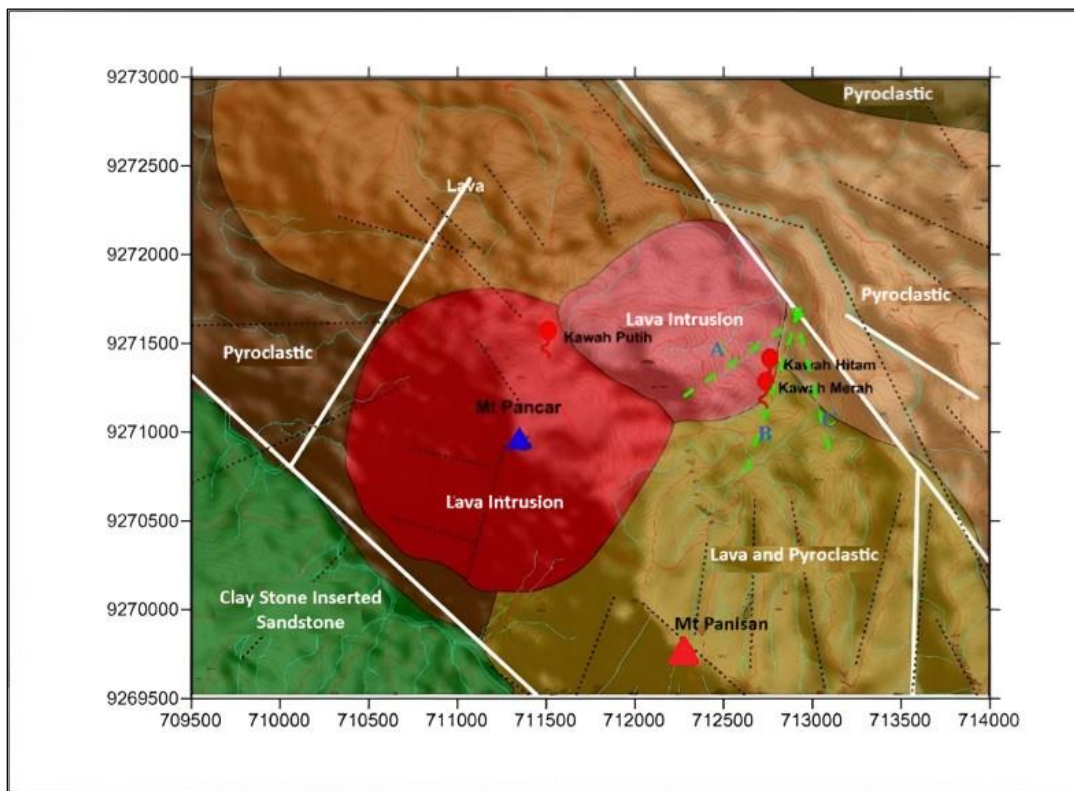 9273000
9272500
9272000
9271500
9271000
9270500
9270000
9269500
709500 710000 710500 711000 711500 712000 712500 713000 713500 714000
Pyroclastic
Lava
Pyroclastic
Lava Intrusion
Kawah Putih
A
Pyroclastic
Kawah Hitam
Kawah Merah
Mt Pancar
B
C
Lava Intrusion
Lava and Pyroclastic
Clay Stone Inserted
Sandstone
Mt Panisan